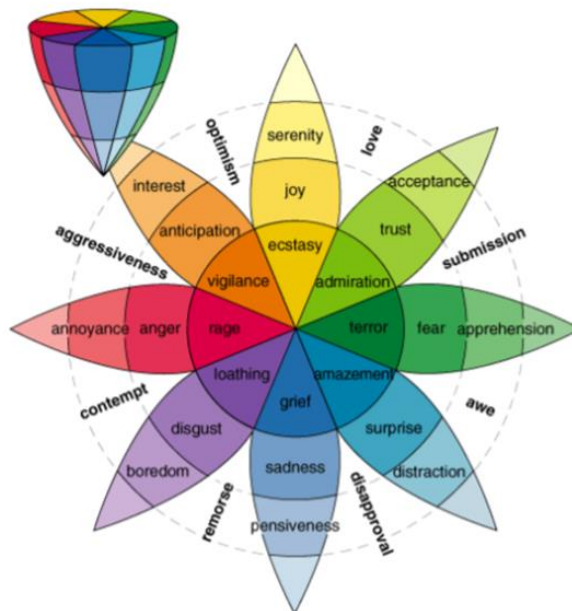 serenity
optimism
love
interest
joy
acceptance
anticipation
trust
aggressiveness
ecstasy
submission
vigilance
admiration
annoyance
anger
rage
terror
fear
apprehension
loathing
amazement
contempt
grief
awe
disgust
surprise
boredom
sadness
distraction
remorse
disapproval
pensiveness